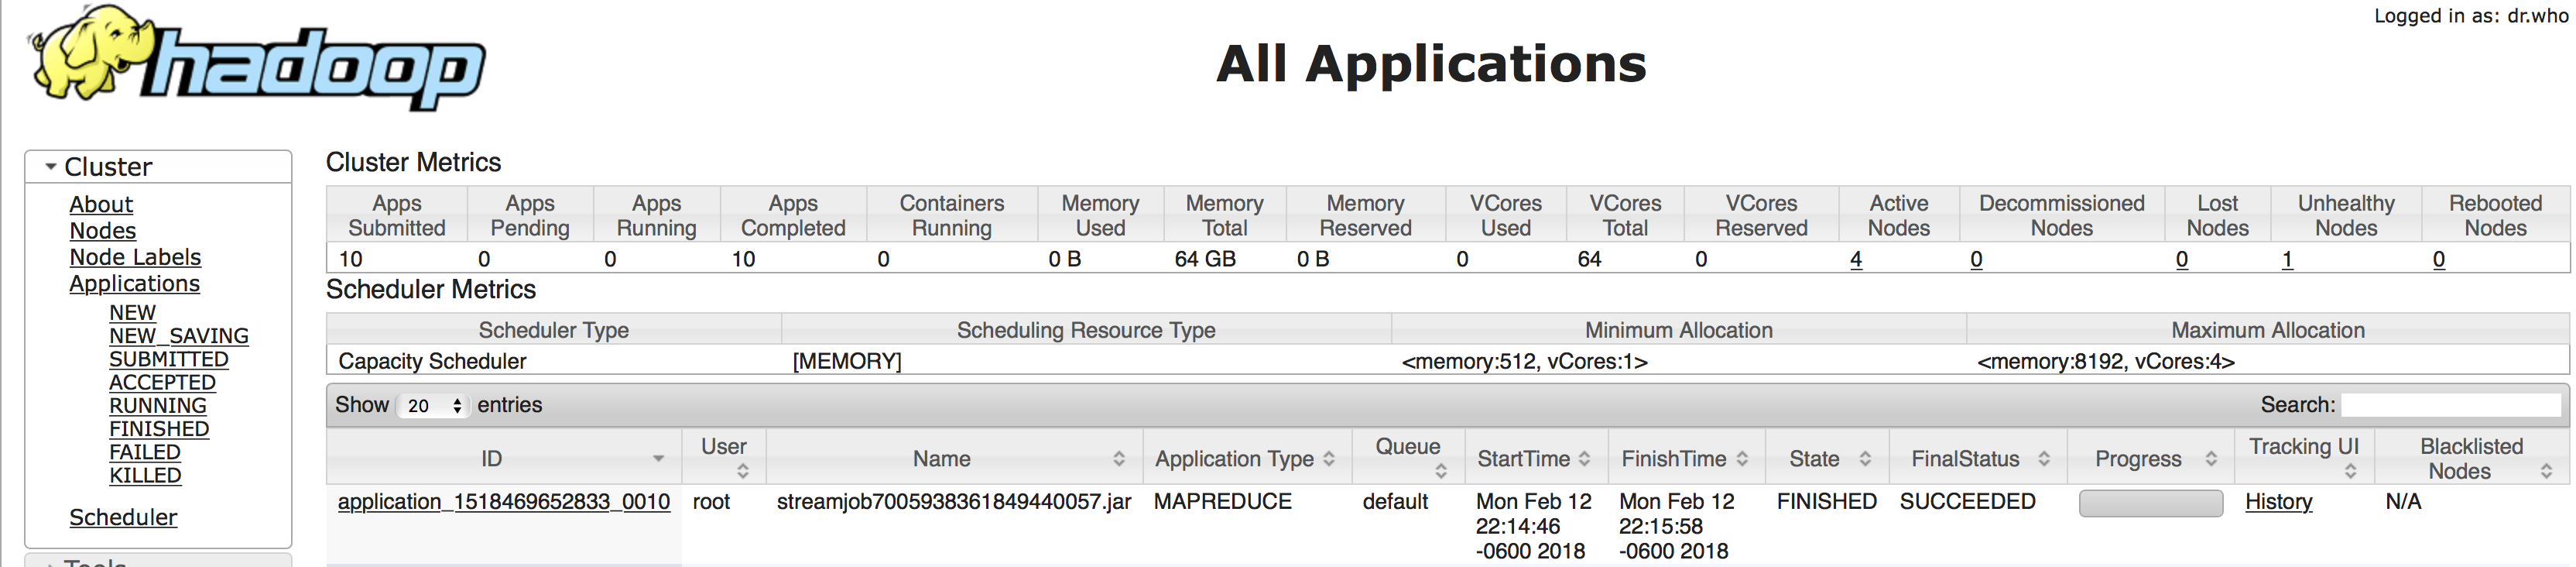 Logged in as: dr.who
hadoop
All Applications
Cluster
About
Nodes
Node Labels
Applications
NEW
NEW_SAVING
SUBMITTED
ACCEPTED
RUNNING
FINISHED
FAILED
KILLED
Scheduler
Tools
Cluster Metrics
Apps Submitted Apps Pending Apps Running Apps Completed Containers Running Memory Used Memory Total Memory Reserved VCores Used VCores Total VCores Reserved Active Nodes Decommissioned Nodes Lost Nodes Unhealthy Nodes Rebooted Nodes
10 0 0 10 0 0 B 64 GB 0 B 0 64 0 4 0 0 1 0
Scheduler Metrics
Scheduler Type Scheduling Resource Type Minimum Allocation Maximum Allocation
Capacity Scheduler [MEMORY] <memory:512, vCores:1> <memory:8192, vCores:4>
Show 20 entries Search:
ID User Name Application Type Queue StartTime FinishTime State FinalStatus Progress Tracking UI Blacklisted Nodes
application_1518469652833_0010 root streamjob7005938361849440057.jar MAPREDUCE default Mon Feb 12 Mon Feb 12 FINISHED SUCCEEDED History N/A
22:14:46 22:15:58
-0600 2018 -0600 2018